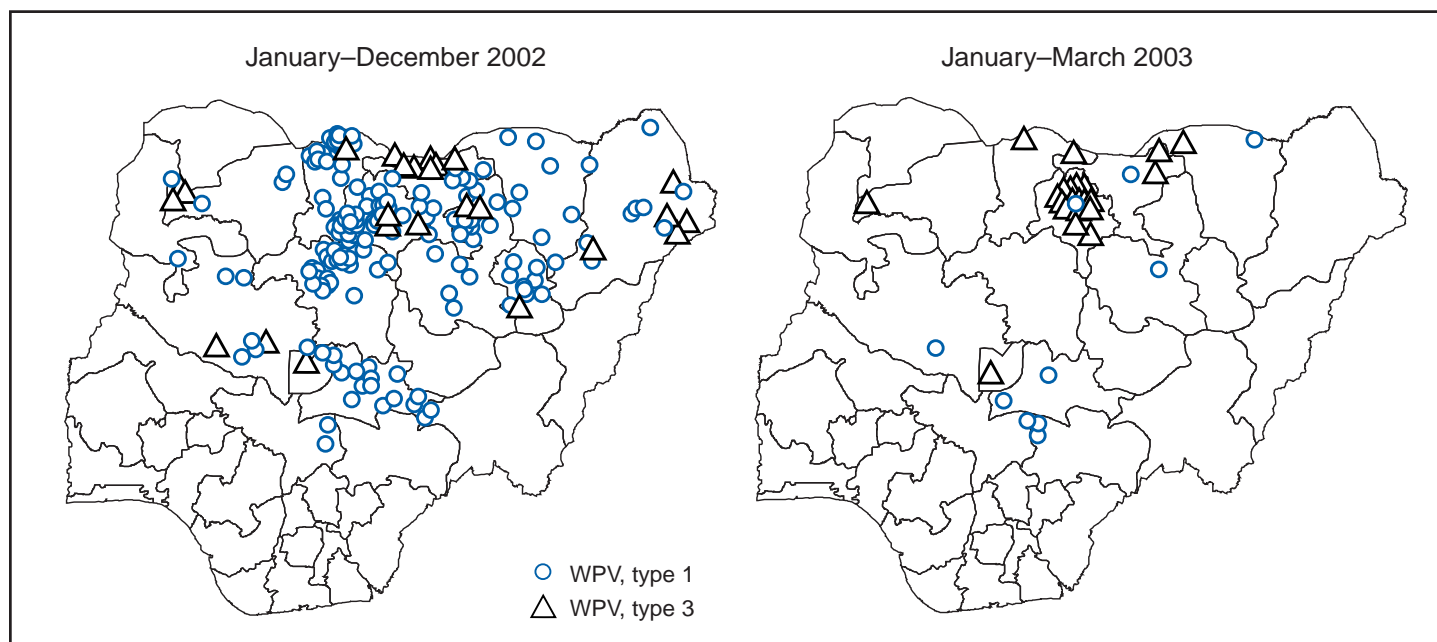 January–December 2002
January–March 2003
WPV, type 1
WPV, type 3